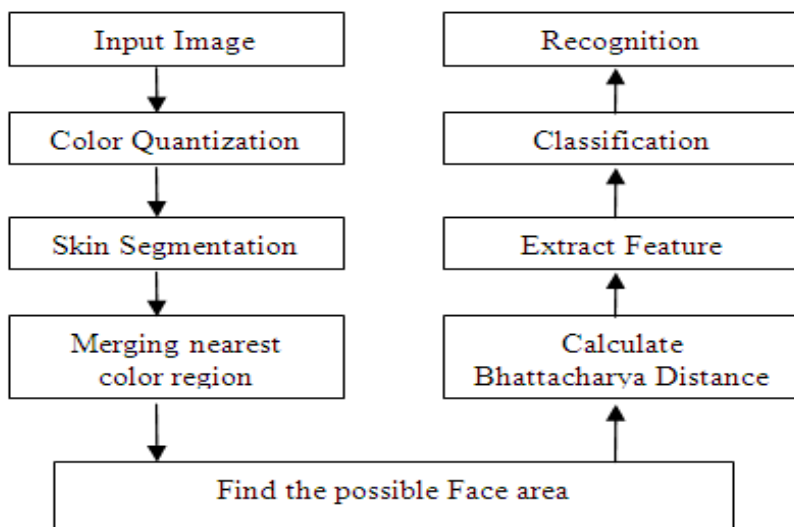 Input Image
Color Quantization
Skin Segmentation
Merging nearest
color region
Find the possible Face area
Calculate
Bhattacharya Distance
Extract Feature
Classification
Recognition